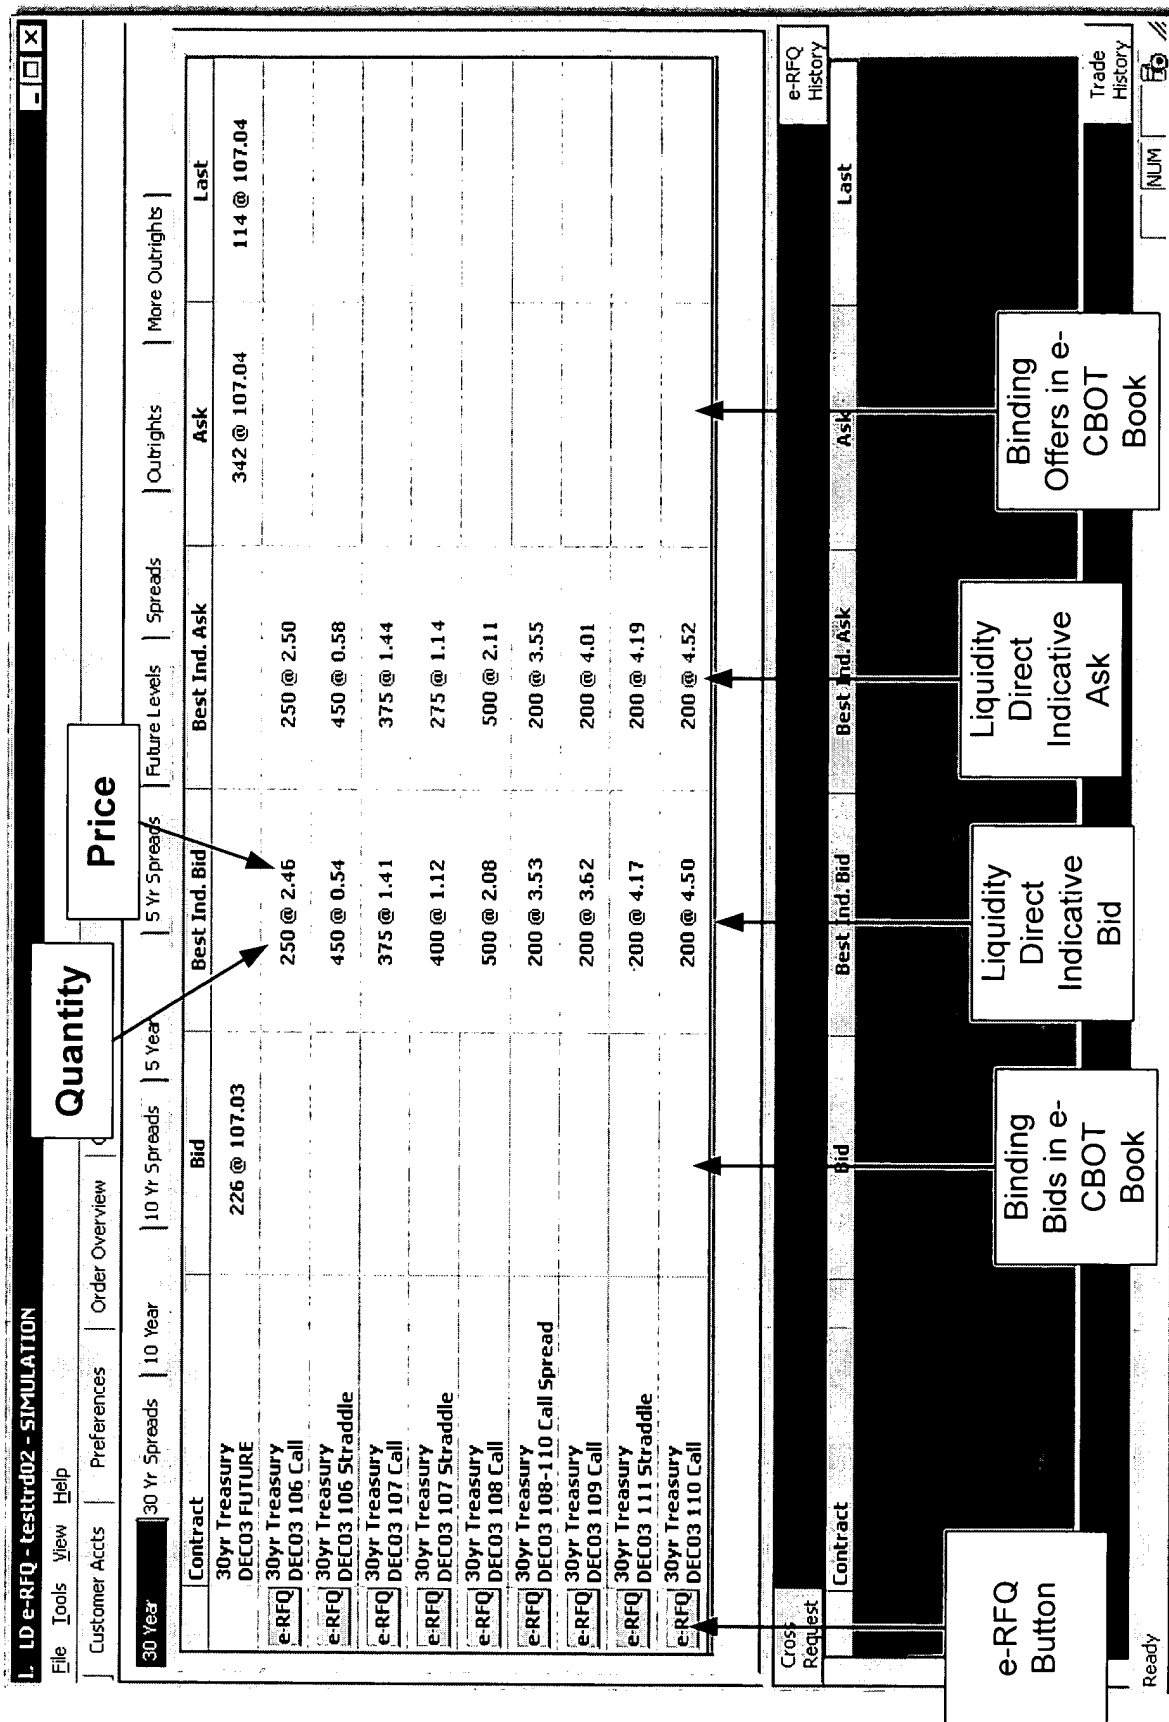 L LD e-RFQ - testtrd02 - SIMULATION
File Tools View Help
Customer Accts Preferences Order Overview
Quantity
Price
30 Year 30 Yr Spreads 10 Year 10 Yr Spreads 5 Year 5 Yr Spreads Future Levels Spreads Outrights More Outrights
Contract Bid Best Ind. Bid Best Ind. Ask Ask Last
30yr Treasury
DEC03 FUTURE 226 @ 107.03 342 @ 107.04 114 @ 107.04
30yr Treasury
e-RFQ DEC03 106 Call 250 @ 2.46 250 @ 2.50
30yr Treasury
e-RFQ DEC03 106 Straddle 450 @ 0.54 450 @ 0.58
30yr Treasury
e-RFQ DEC03 107 Call 375 @ 1.41 375 @ 1.44
30yr Treasury
e-RFQ DEC03 107 Straddle 400 @ 1.12 275 @ 1.14
30yr Treasury
e-RFQ DEC03 108 Call 500 @ 2.08 500 @ 2.11
30yr Treasury
e-RFQ DEC03 108-110 Call Spread 200 @ 3.53 200 @ 3.55
30yr Treasury
e-RFQ DEC03 109 Call 200 @ 3.62 200 @ 4.01
30yr Treasury
e-RFQ DEC03 111 Straddle 200 @ 4.17 200 @ 4.19
30yr Treasury
e-RFQ DEC03 110 Call 200 @ 4.50 200 @ 4.52
Cross
Request
e-RFQ
History
Contract Bid Best Ind. Bid Best Ind. Ask Ask Last
e-RFQ
Button
Binding
Bids in e-
CBOT
Book
Liquidity
Direct
Indicative
Bid
Liquidity
Direct
Indicative
Ask
Binding
Offers in e-
CBOT
Book
Trade
History
Ready NUM